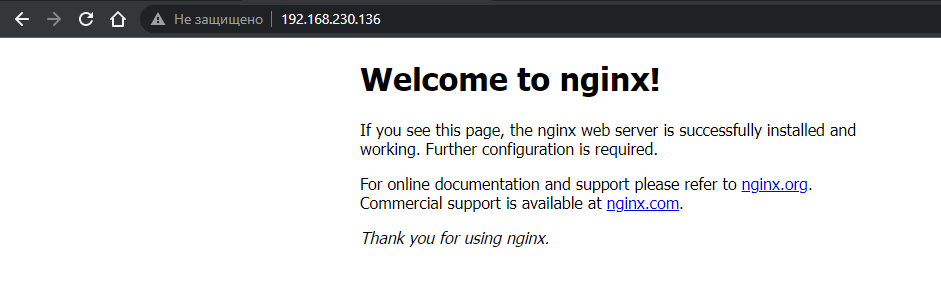 Не защищено 192.168.230.136
Welcome to nginx!
If you see this page, the nginx web server is successfully installed and
working. Further configuration is required.
For online documentation and support please refer to nginx.org.
Commercial support is available at nginx.com.
Thank you for using nginx.